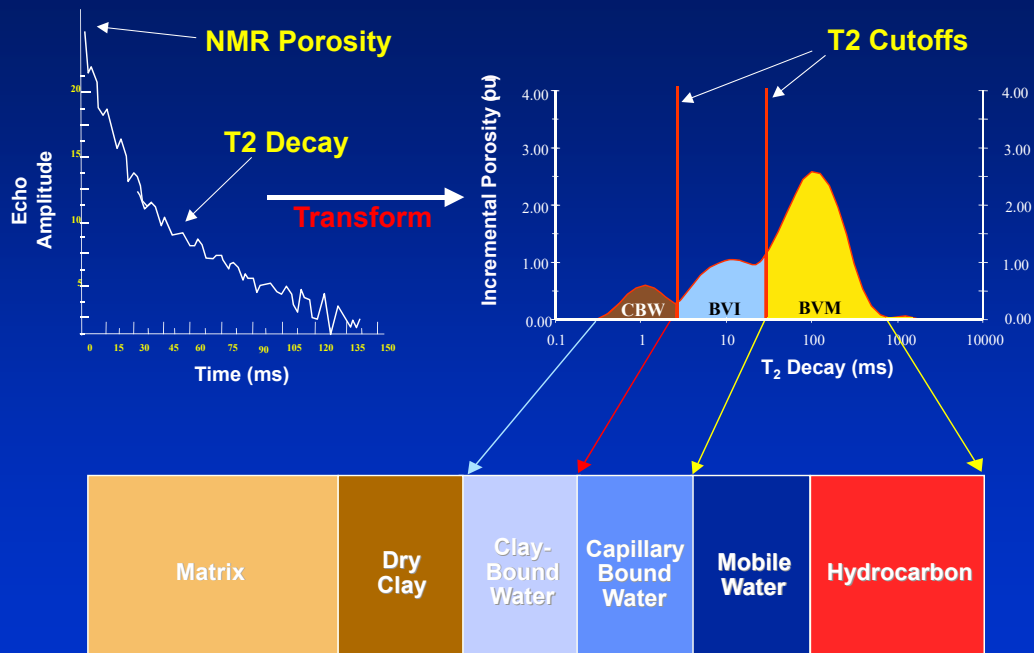 NMR Porosity
T2 Decay
Echo
Amplitude
20
15
10
5
0 15 30 45 60 75 90 105 120 135 150
Time (ms)
Transform
T2 Cutoffs
Incremental Porosity (pu)
4.00
3.00
2.00
1.00
0.00
4.00
3.00
2.00
1.00
0.00
CBW
BVI
BVM
0.1 1 10 100 1000 10000
T₂ Decay (ms)
Matrix
Dry
Clay
Clay-
Bound
Water
Capillary
Bound
Water
Mobile
Water
Hydrocarbon